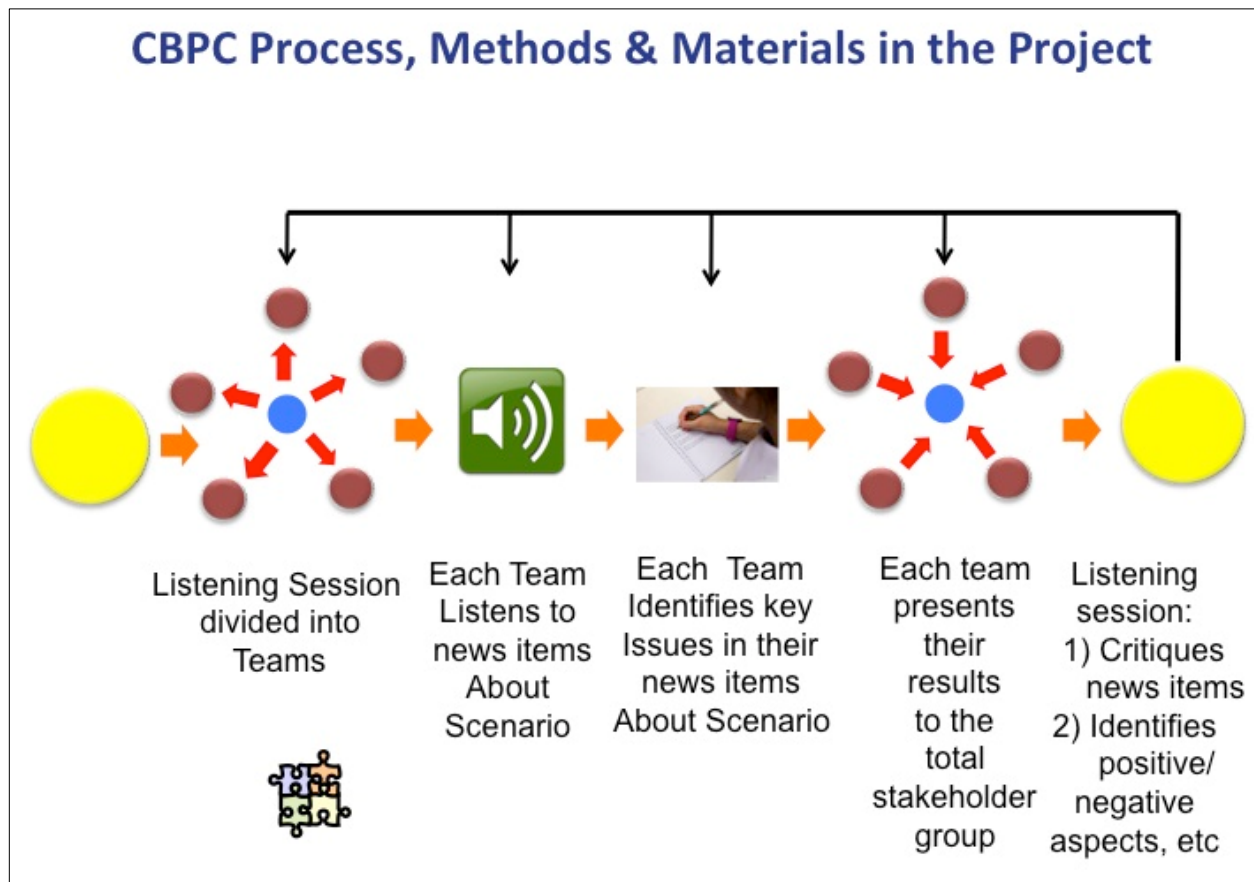 CBPC Process, Methods & Materials in the Project
Listening Session
divided into
Teams
Each Team
Listens to
news items
About
Scenario
Each Team
Identifies key
Issues in their
news items
About Scenario
Each team
presents
their
results
to the
total
stakeholder
group
Listening
session:
1) Critiques
news items
2) Identifies
positive/
negative
aspects, etc